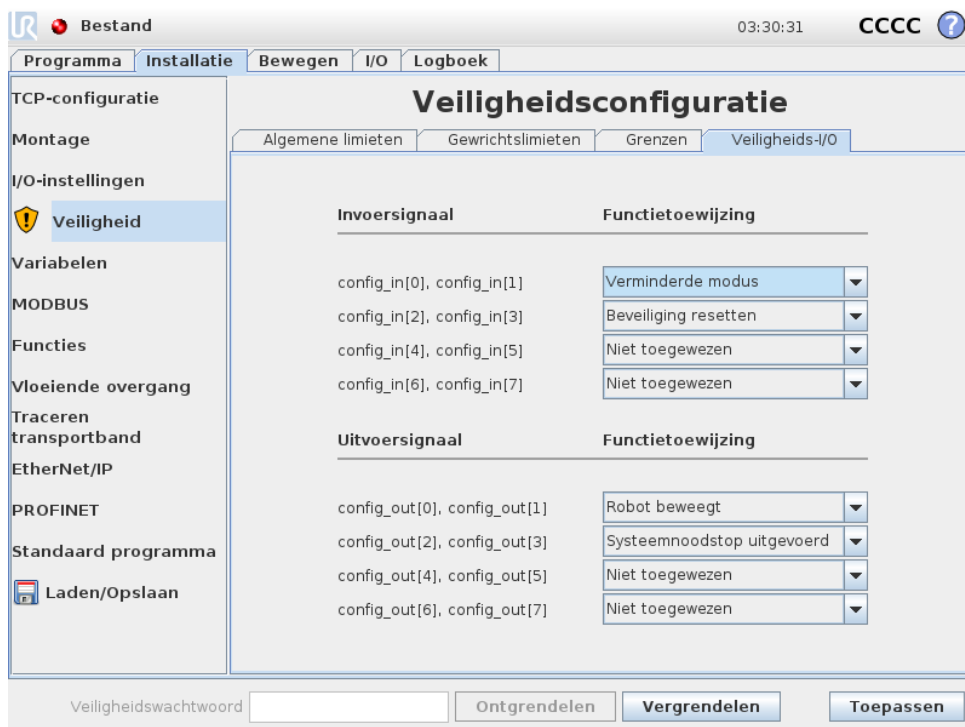 UR Bestand 03:30:31 CCCC ?
Programma Installatie Bewegen I/O Logboek
TCP-configuratie
Montage
I/O-instellingen
Veiligheid
Variabelen
MODBUS
Functies
Vloeiende overgang
Traceren
transportband
EtherNet/IP
PROFINET
Standaard programma
Laden/Opslaan
Veiligheidsconfiguratie
Algemene limieten Gewrichtslimieten Grenzen Veiligheids-I/O
Invoersignaal Functietoewijzing
config_in[0], config_in[1] Verminderde modus
config_in[2], config_in[3] Beveiliging resetten
config_in[4], config_in[5] Niet toegewezen
config_in[6], config_in[7] Niet toegewezen
Uitvoersignaal Functietoewijzing
config_out[0], config_out[1] Robot beweegt
config_out[2], config_out[3] Systeemnoodstop uitgevoerd
config_out[4], config_out[5] Niet toegewezen
config_out[6], config_out[7] Niet toegewezen
Veiligheidswachtwoord Ontgrendelen Vergrendelen Toepassen